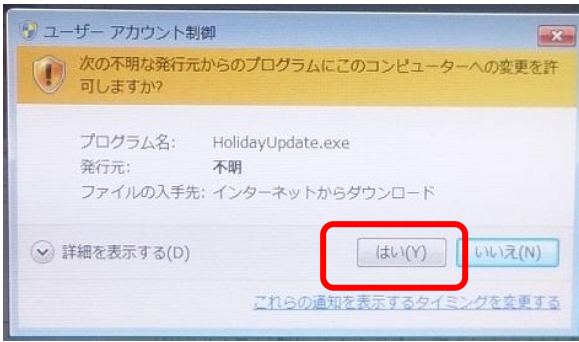 ユーザー アカウント制御
次の不明な発行元からのプログラムにこのコンピューターへの変更を許
可しますか?
プログラム名: HolidayUpdate.exe
発行元: 不明
ファイルの入手先: インターネットからダウンロード
詳細を表示する(D) はい(Y) いいえ(N)
これらの通知を表示するタイミングを変更する